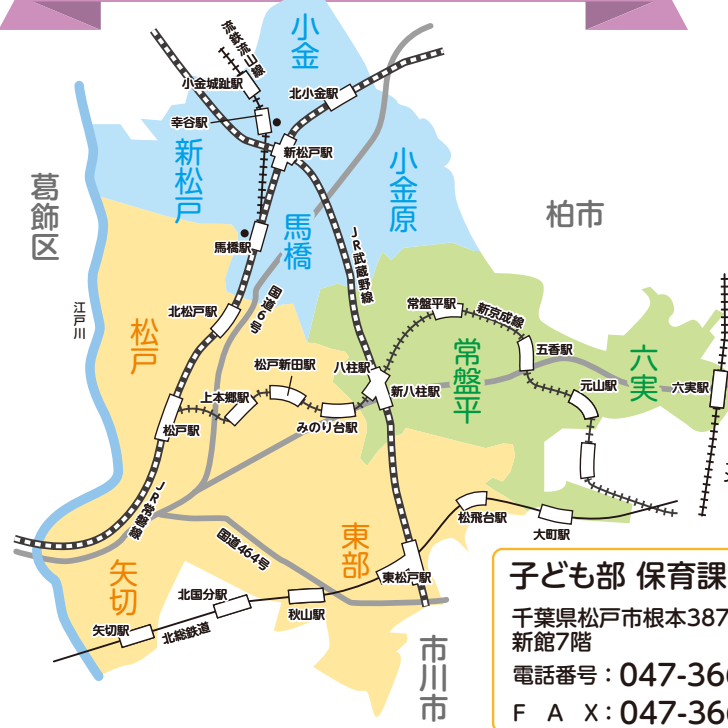 小金
流鉄流山線
小金城趾駅
北小金駅
幸谷駅
新松戸駅
新松戸
小金原
葛飾区
柏市
馬橋
馬橋駅
JR武蔵野線
江戸川
国道6号
北松戸駅
常盤平駅
新京成線
松戸
松戸新田駅
八柱駅
五香駅
常盤平
六実
上本郷駅
新八柱駅
元山駅
六実駅
松戸駅
みのり台駅
JR常磐線
松飛台駅
大町駅
国道464号
東部
東松戸駅
矢切
北国分駅
秋山駅
矢切駅
北総鉄道
市川市
子ども部 保育課
千葉県松戸市根本387
新館7階
電話番号：047-366
F A X：047-366